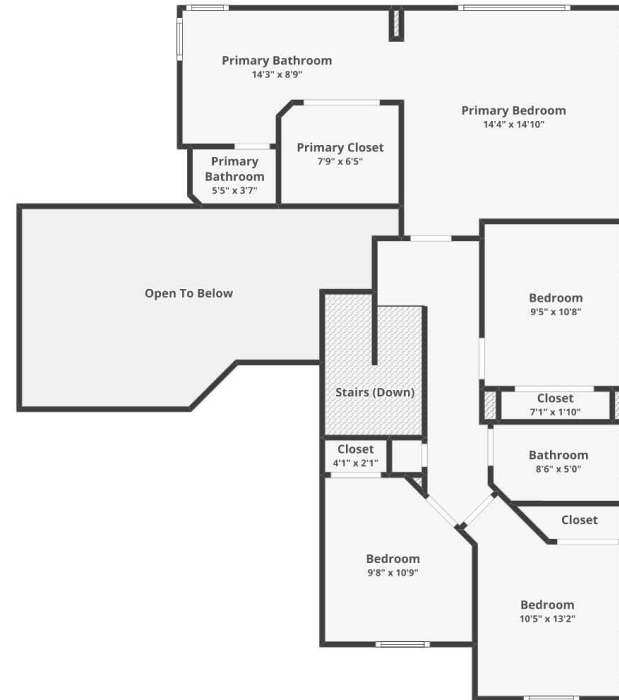 Primary Bathroom
14'3" x 8'9"
Primary Bedroom
14'4" x 14'10"
Primary Closet
7'9" x 6'5"
Primary
Bathroom
5'5" x 3'7"
Open To Below
Bedroom
9'5" x 10'8"
Stairs (Down)
Closet
7'1" x 1'10"
Closet
4'1" x 2'1"
Bathroom
8'6" x 5'0"
Closet
Bedroom
9'8" x 10'9"
Bedroom
10'5" x 13'2"